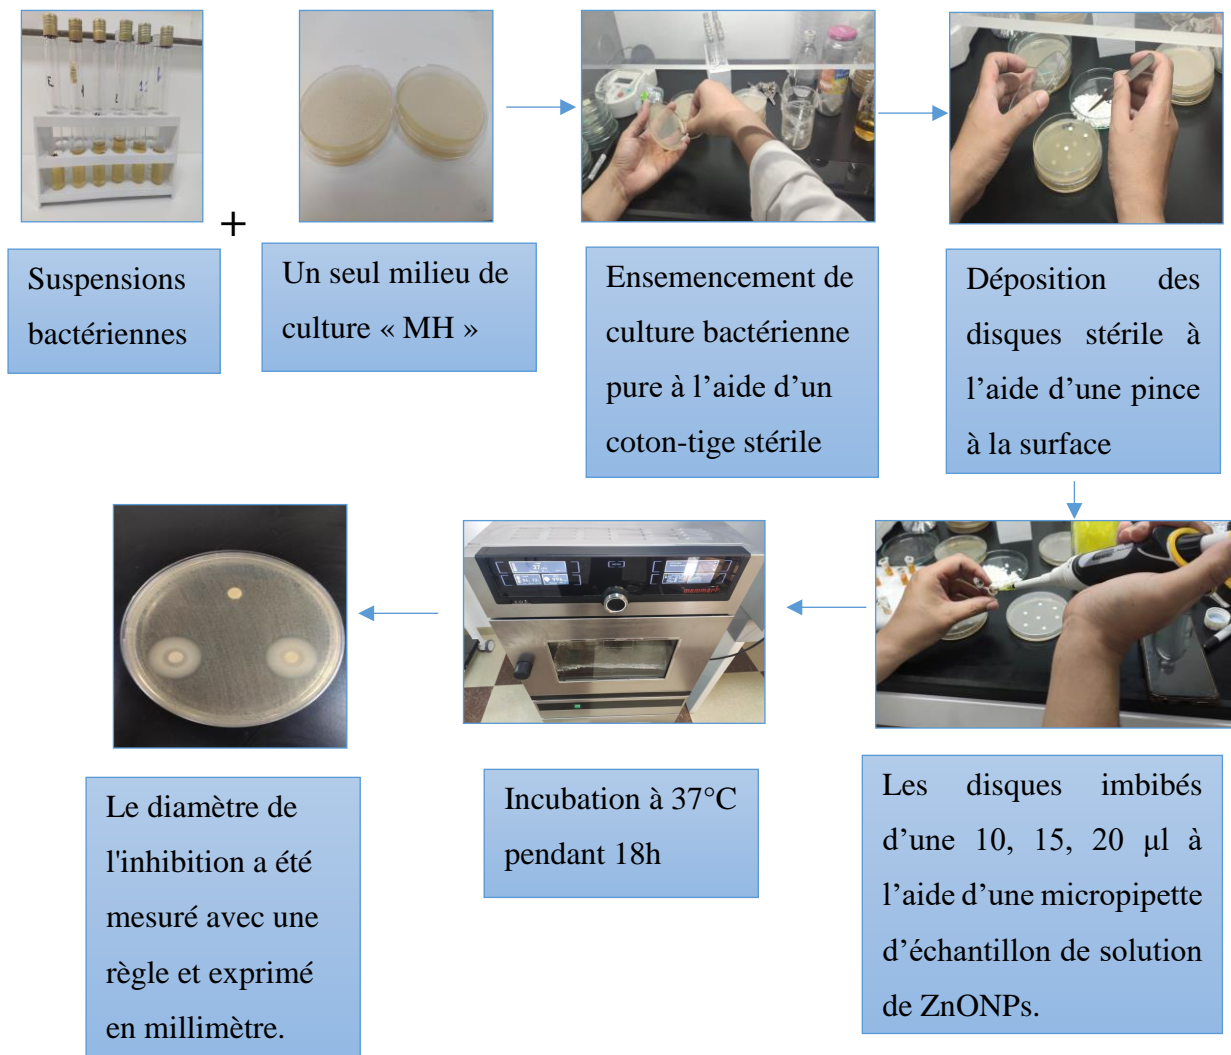 +
Suspensions
bactériennes
Un seul milieu de
culture « MH »
Ensemencement de
culture bactérienne
pure à l’aide d’un
coton-tige stérile
Déposition des
disques stérile à
l’aide d’une pince
à la surface
Les disques imbibés
d’une 10, 15, 20 µl à
l’aide d’une micropipette
d’échantillon de solution
de ZnONPs.
Incubation à 37°C
pendant 18h
memmert
Le diamètre de
l'inhibition a été
mesuré avec une
règle et exprimé
en millimètre.